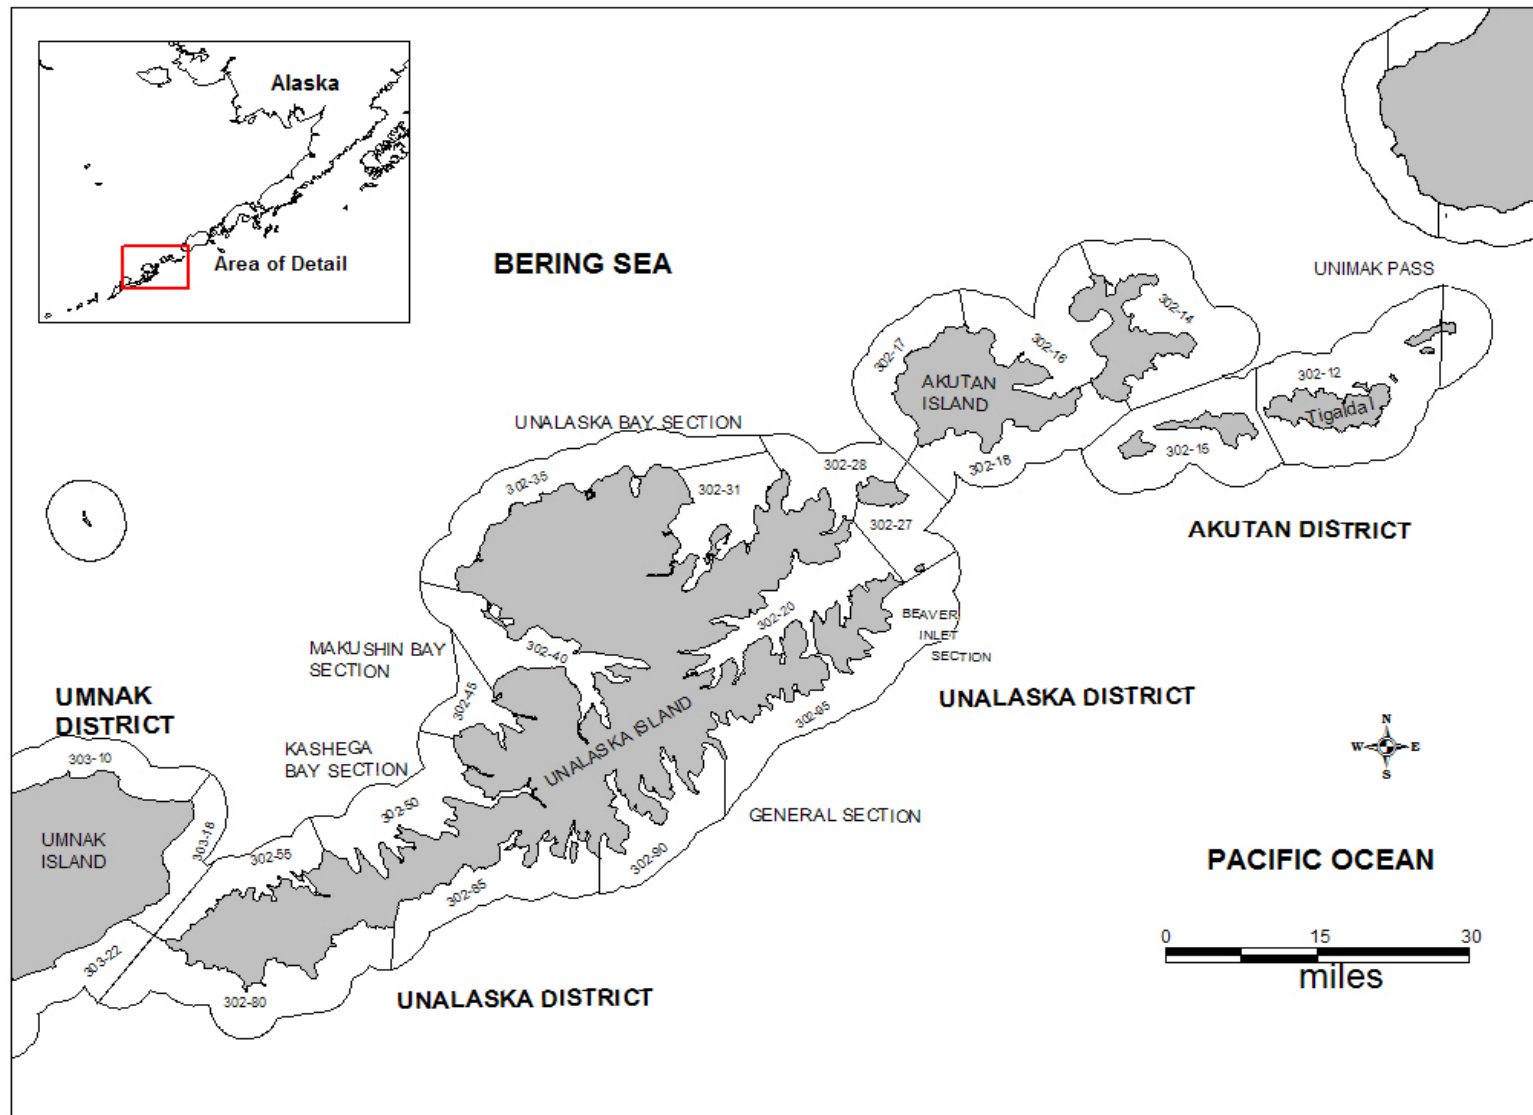 Alaska
Area of Detail
BERING SEA
UNIMAK PASS
302-14
302-16
302-17
302-12
AKUTAN
ISLAND
Tigalda
302-15
302-18
UNALASKA BAY SECTION
302-28
302-35
302-31
302-27
AKUTAN DISTRICT
302-20
BEAVER
INLET
SECTION
302-40
MAKUSHIN BAY
SECTION
302-45
UNALASKA ISLAND
302-95
UNALASKA DISTRICT
UMNAK
DISTRICT
KASHEGA
BAY SECTION
303-10
N
W
E
S
302-50
GENERAL SECTION
303-18
UMNAK
ISLAND
302-55
302-90
302-85
PACIFIC OCEAN
303-22
302-80
UNALASKA DISTRICT
0 15 30
miles